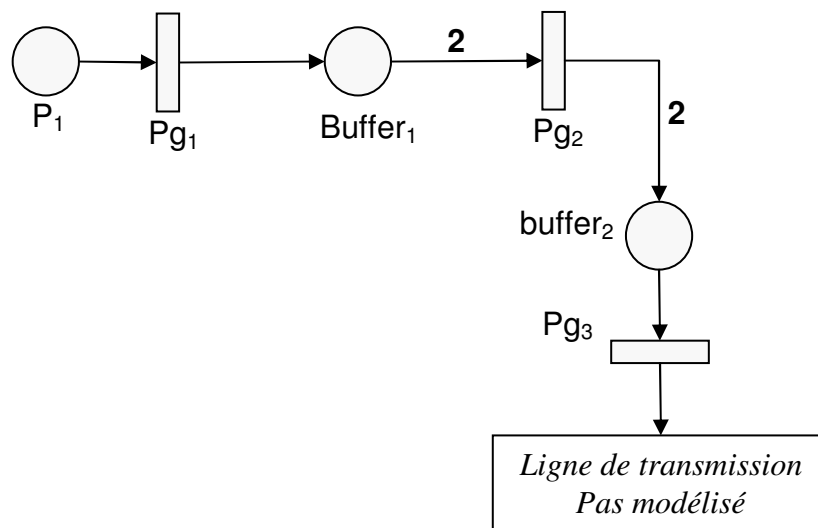 2
P₁
Pg₁
Buffer₁
Pg₂
2
buffer₂
Pg₃
Ligne de transmission
Pas modélisé